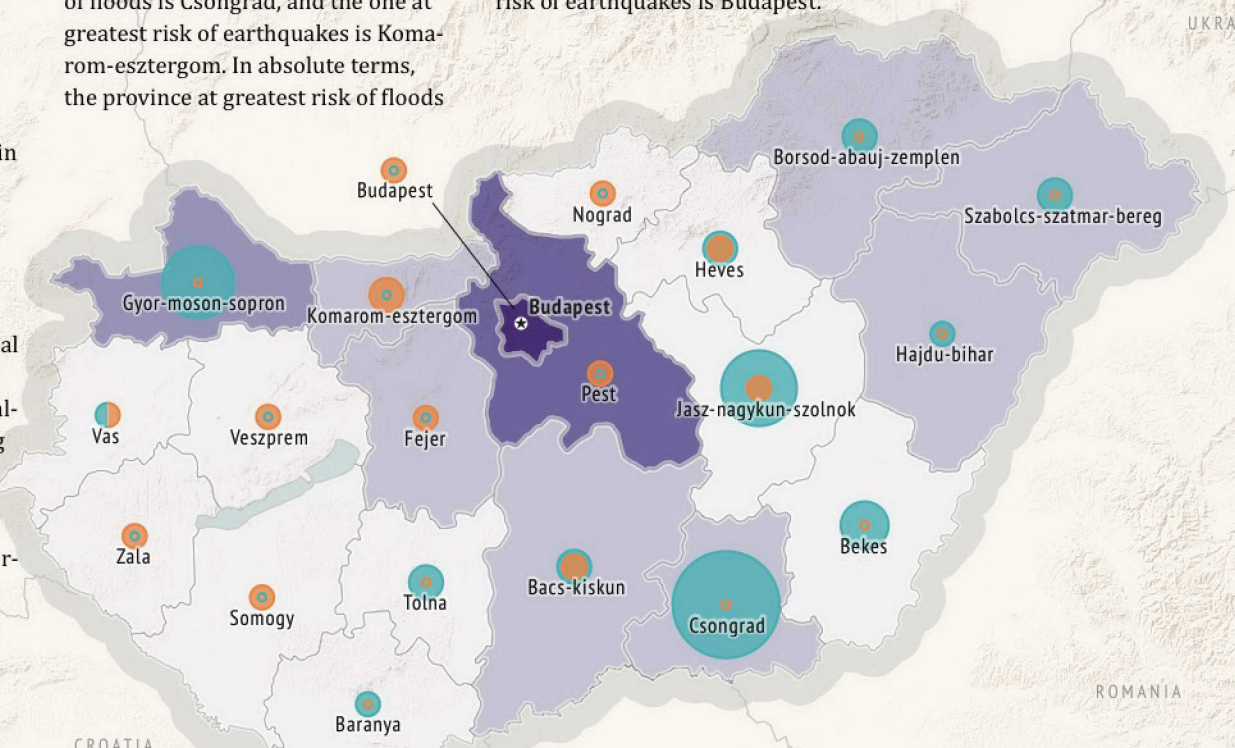 of floods is Csongrad, and the one at
greatest risk of earthquakes is Koma-
rom-esztergom. In absolute terms,
the province at greatest risk of floods
risk of earthquakes is Budapest.
in
al
g
r-
UKRA
Borsod-abauj-zemplen
Budapest
Szabolcs-szatmar-bereg
Nograd
Heves
Gyor-moson-sopron
Komarom-esztergom
Budapest
Hajdu-bihar
Pest
Jasz-nagykun-szolnok
Vas
Veszprem
Fejer
Zala
Bekes
Bacs-kiskun
Tolna
Somogy
Csongrad
ROMANIA
Baranya
CROATIA